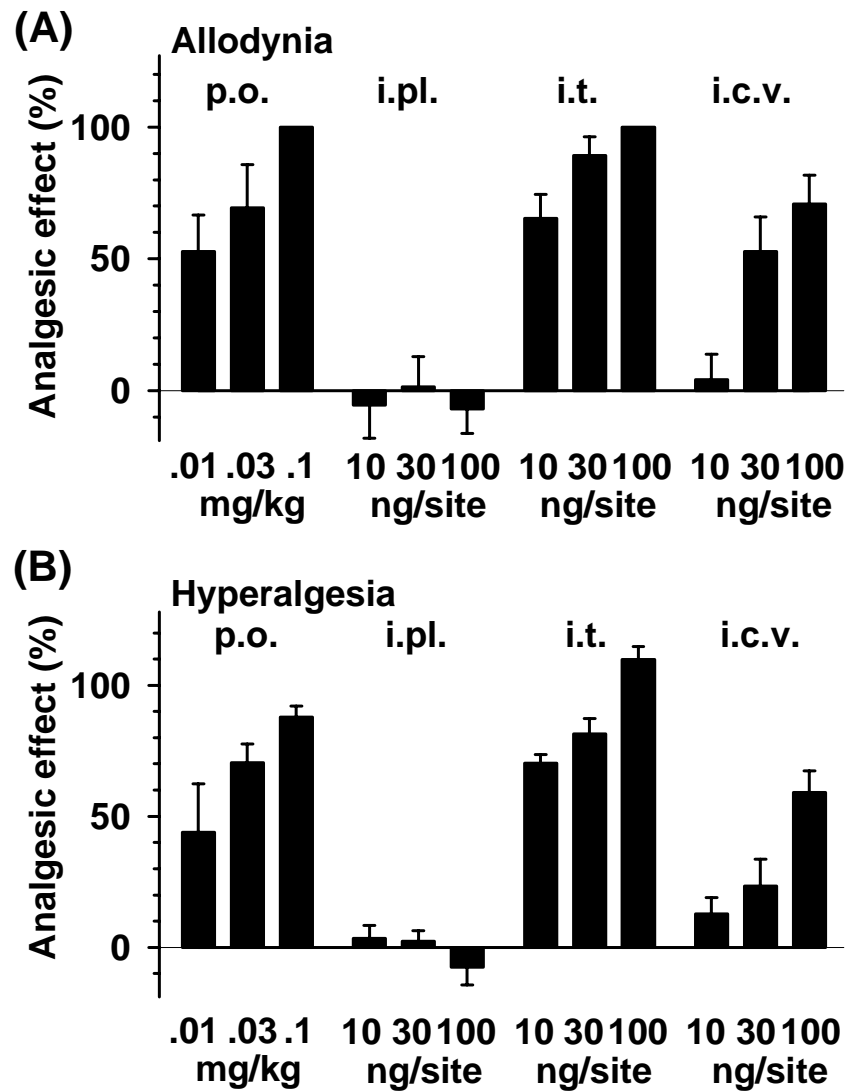 (A)
Allodynia
p.o. i.pl. i.t. i.c.v.
Analgesic effect (%)
100
50
0
.01 .03 .1 10 30 100 10 30 100 10 30 100
mg/kg ng/site ng/site ng/site
(B)
Hyperalgesia
p.o. i.pl. i.t. i.c.v.
Analgesic effect (%)
100
50
0
.01 .03 .1 10 30 100 10 30 100 10 30 100
mg/kg ng/site ng/site ng/site